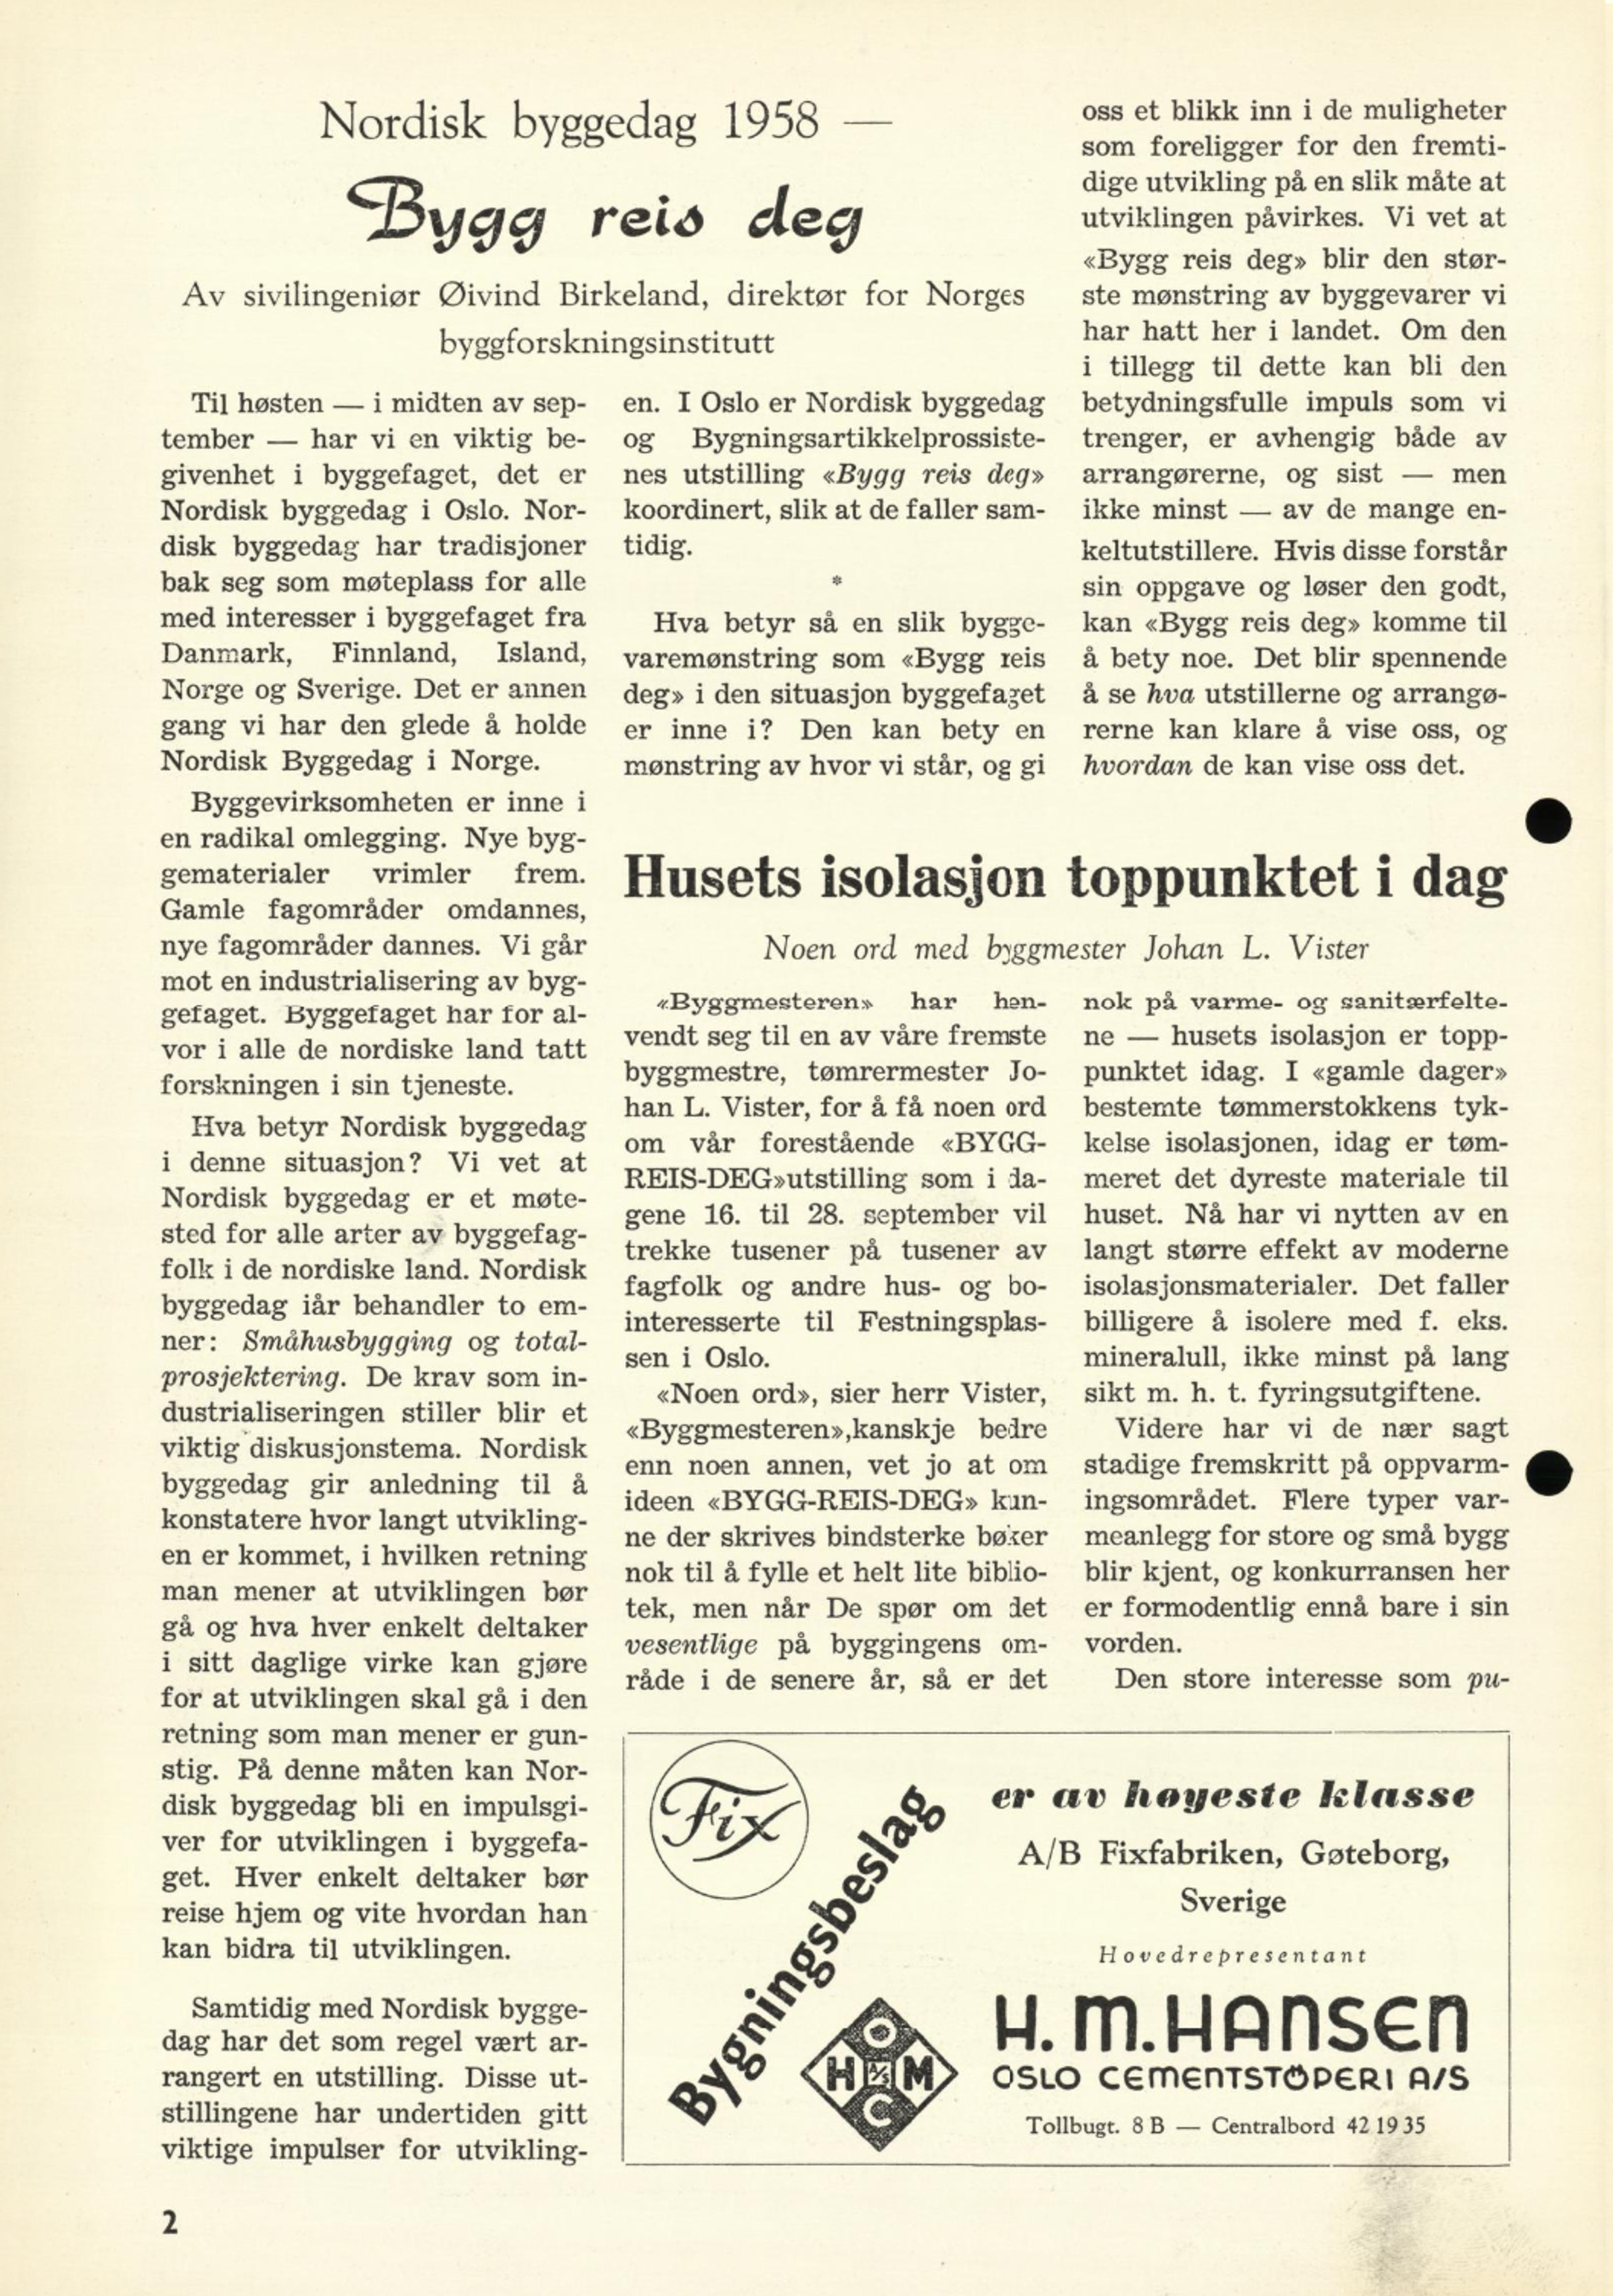 Nordisk byggedag 1958 —
Bygg reis deg
Av sivilingeniør Øivind Birkeland, direktør for Norges
byggforskningsinstitutt
Til høsten — i midten av sep-
tember — har vi en viktig be-
givenhet i byggefaget, det er
Nordisk byggedag i Oslo. Nor-
disk byggedag har tradisjoner
bak seg som møteplass for alle
med interesser i byggefaget fra
Danmark, Finnland, Island,
Norge og Sverige. Det er annen
gang vi har den glede å holde
Nordisk Byggedag i Norge.
Byggevirksomheten er inne i
en radikal omlegging. Nye byg-
gematerialer vrimler frem.
Gamle fagområder omdannes,
nye fagområder dannes. Vi går
mot en industrialisering av byg-
gefaget. Byggefaget har for al-
vor i alle de nordiske land tatt
forskningen i sin tjeneste.
Hva betyr Nordisk byggedag
i denne situasjon? Vi vet at
Nordisk byggedag er et møte-
sted for alle arter av byggefag-
folk i de nordiske land. Nordisk
byggedag iår behandler to em-
ner: Småhusbygging og total-
prosjektering. De krav som in-
dustrialiseringen stiller blir et
viktig diskusjonstema. Nordisk
byggedag gir anledning til å
konstatere hvor langt utvikling-
en er kommet, i hvilken retning
man mener at utviklingen bør
gå og hva hver enkelt deltaker
i sitt daglige virke kan gjøre
for at utviklingen skal gå i den
retning som man mener er gun-
stig. På denne måten kan Nor-
disk byggedag bli en impulsgi-
ver for utviklingen i byggefa-
get. Hver enkelt deltaker bør
reise hjem og vite hvordan han
kan bidra til utviklingen.
Samtidig med Nordisk bygge-
dag har det som regel vært ar-
rangert en utstilling. Disse ut-
stillingene har undertiden gitt
viktige impulser for utvikling-
en. I Oslo er Nordisk byggedag
og Bygningsartikkelprossiste-
nes utstilling «Bygg reis deg»
koordinert, slik at de faller sam-
tidig.
*
Hva betyr så en slik bygge-
varemønstring som «Bygg reis
deg» i den situasjon byggefaget
er inne i? Den kan bety en
mønstring av hvor vi står, og gi
oss et blikk inn i de muligheter
som foreligger for den fremti-
dige utvikling på en slik måte at
utviklingen påvirkes. Vi vet at
«Bygg reis deg» blir den stør-
ste mønstring av byggevarer vi
har hatt her i landet. Om den
i tillegg til dette kan bli den
betydningsfulle impuls som vi
trenger, er avhengig både av
arrangørerne, og sist — men
ikke minst — av de mange en-
keltutstillere. Hvis disse forstår
sin oppgave og løser den godt,
kan «Bygg reis deg» komme til
å bety noe. Det blir spennende
å se hva utstillerne og arrangø-
rerne kan klare å vise oss, og
hvordan de kan vise oss det.
Husets isolasjon toppunktet i dag
Noen ord med byggmester Johan L. Vister
«Byggmesteren» har hen-
vendt seg til en av våre fremste
byggmestre, tømrermester Jo-
han L. Vister, for å få noen ord
om vår forestående «BYGG-
REIS-DEG»utstilling som i da-
gene 16. til 28. september vil
trekke tusener på tusener av
fagfolk og andre hus- og bo-
interesserte til Festningsplas-
sen i Oslo.
«Noen ord», sier herr Vister,
«Byggmesteren»,kanskje bedre
enn noen annen, vet jo at om
ideen «BYGG-REIS-DEG» kun-
ne der skrives bindsterke bøker
nok til å fylle et helt lite biblio-
tek, men når De spør om det
vesentlige på byggingens om-
råde i de senere år, så er det
nok på varme- og sanitærfelte-
ne — husets isolasjon er topp-
punktet idag. I «gamle dager»
bestemte tømmerstokkens tyk-
kelse isolasjonen, idag er tøm-
meret det dyreste materiale til
huset. Nå har vi nytten av en
langt større effekt av moderne
isolasjonsmaterialer. Det faller
billigere å isolere med f. eks.
mineralull, ikke minst på lang
sikt m. h. t. fyringsutgiftene.
Videre har vi de nær sagt
stadige fremskritt på oppvarm-
ingsområdet. Flere typer var-
meanlegg for store og små bygg
blir kjent, og konkurransen her
er formodentlig ennå bare i sin
vorden.
Den store interesse som pu-
Fix
Bygningsbeslag
er av høyeste klasse
A/B Fixfabriken, Gøteborg,
Sverige
Hovedrepresentant
O
H A/S M
C
H. M. HANSEN
OSLO CEMENTSTÖPERI A/S
Tollbugt. 8 B — Centralbord 42 19 35
2